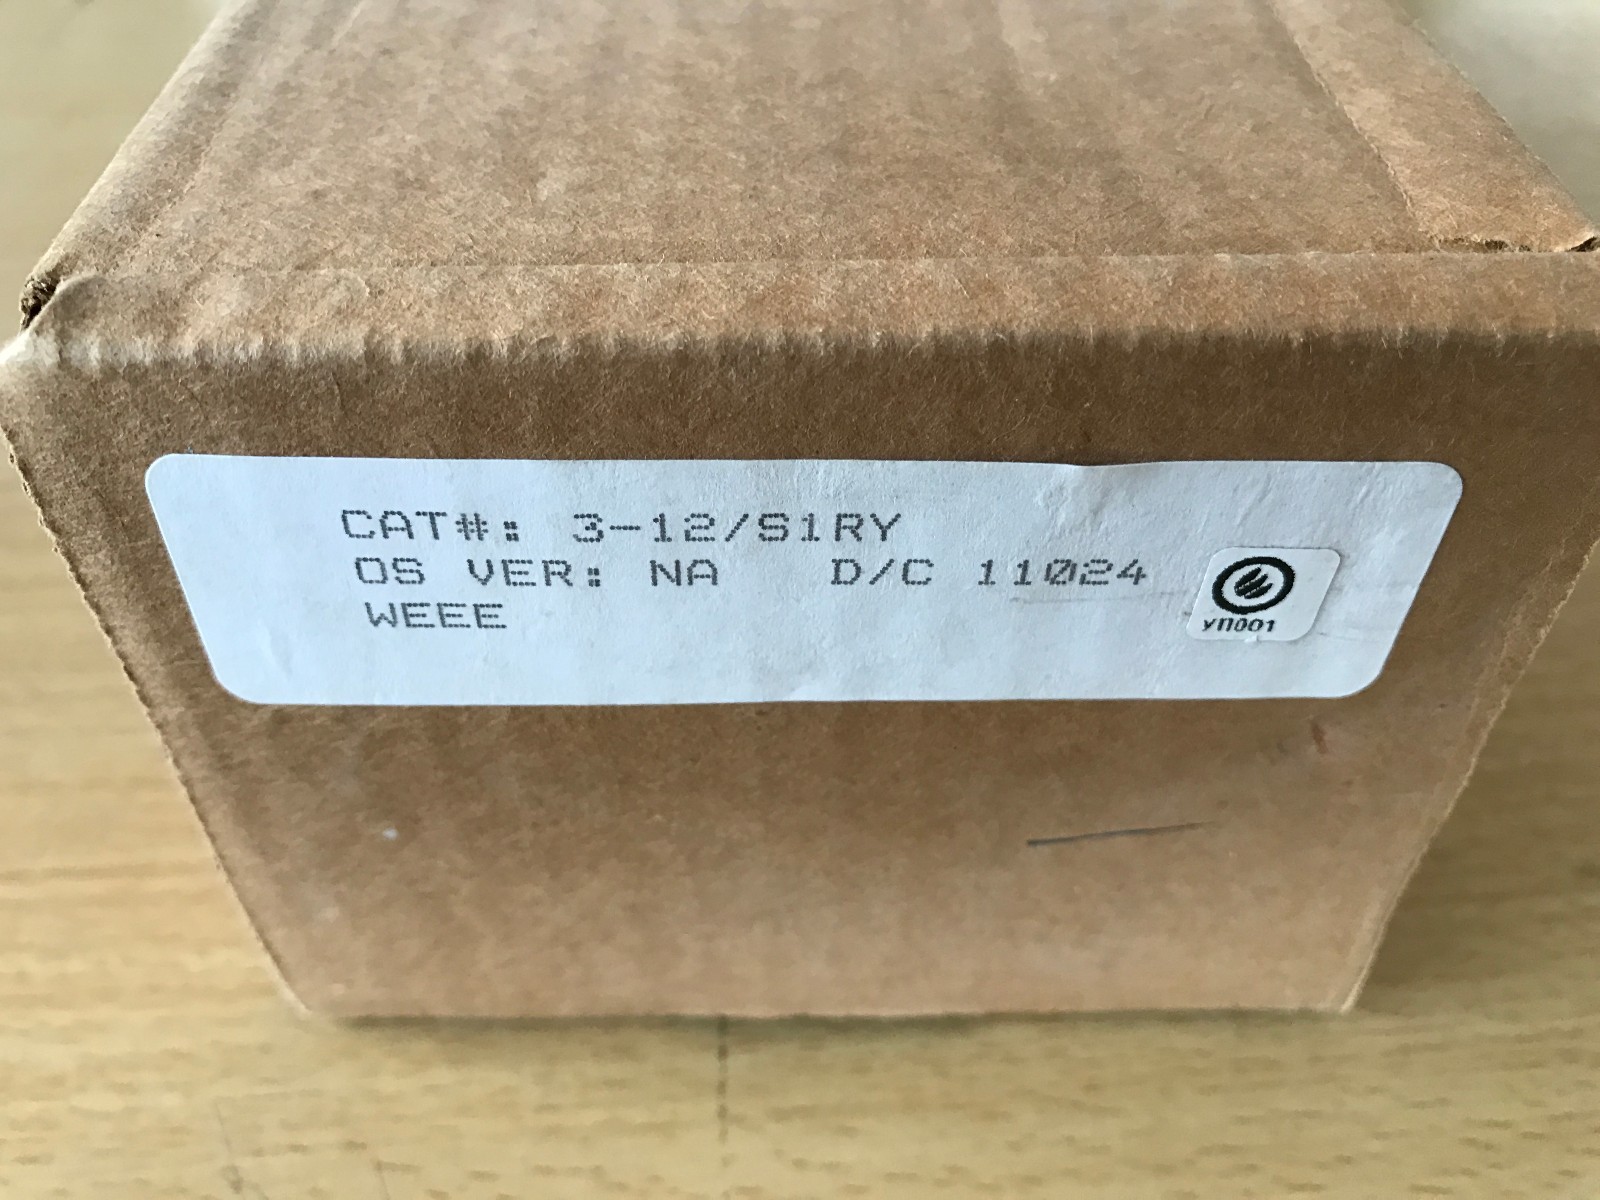 CAT#: 3-12/S1RY
OS VER: NA D/C 11024
WEEE
УП001